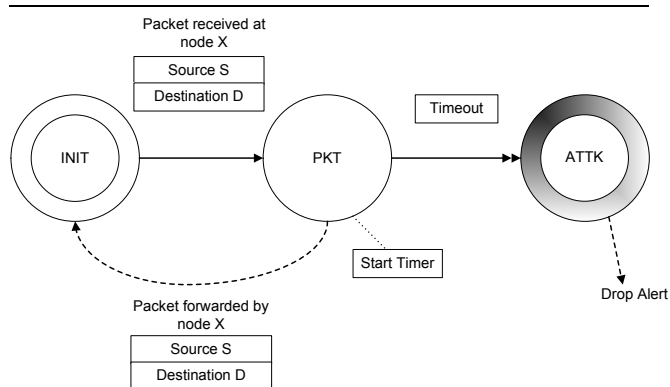 Packet received at
node X
Source S
Destination D
Timeout
INIT
PKT
ATTK
Start Timer
Drop Alert
Packet forwarded by
node X
Source S
Destination D